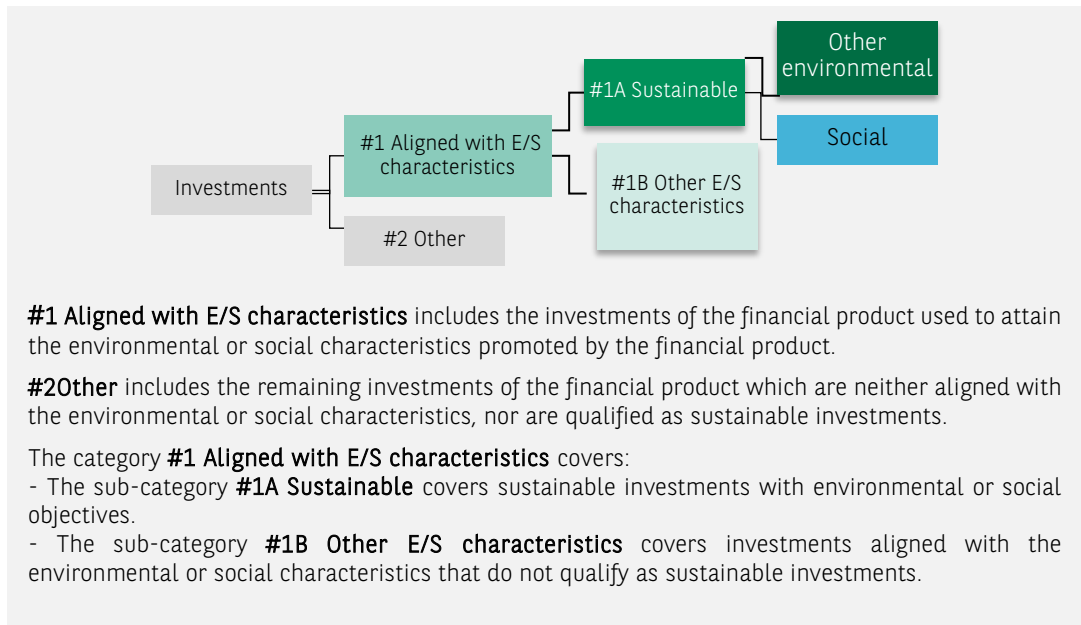 Other
environmental
#1A Sustainable
Social
#1 Aligned with E/S
characteristics
#1B Other E/S
characteristics
Investments
#2 Other
#1 Aligned with E/S characteristics includes the investments of the financial product used to attain
the environmental or social characteristics promoted by the financial product.
#2Other includes the remaining investments of the financial product which are neither aligned with
the environmental or social characteristics, nor are qualified as sustainable investments.
The category #1 Aligned with E/S characteristics covers:
- The sub-category #1A Sustainable covers sustainable investments with environmental or social
objectives.
- The sub-category #1B Other E/S characteristics covers investments aligned with the
environmental or social characteristics that do not qualify as sustainable investments.